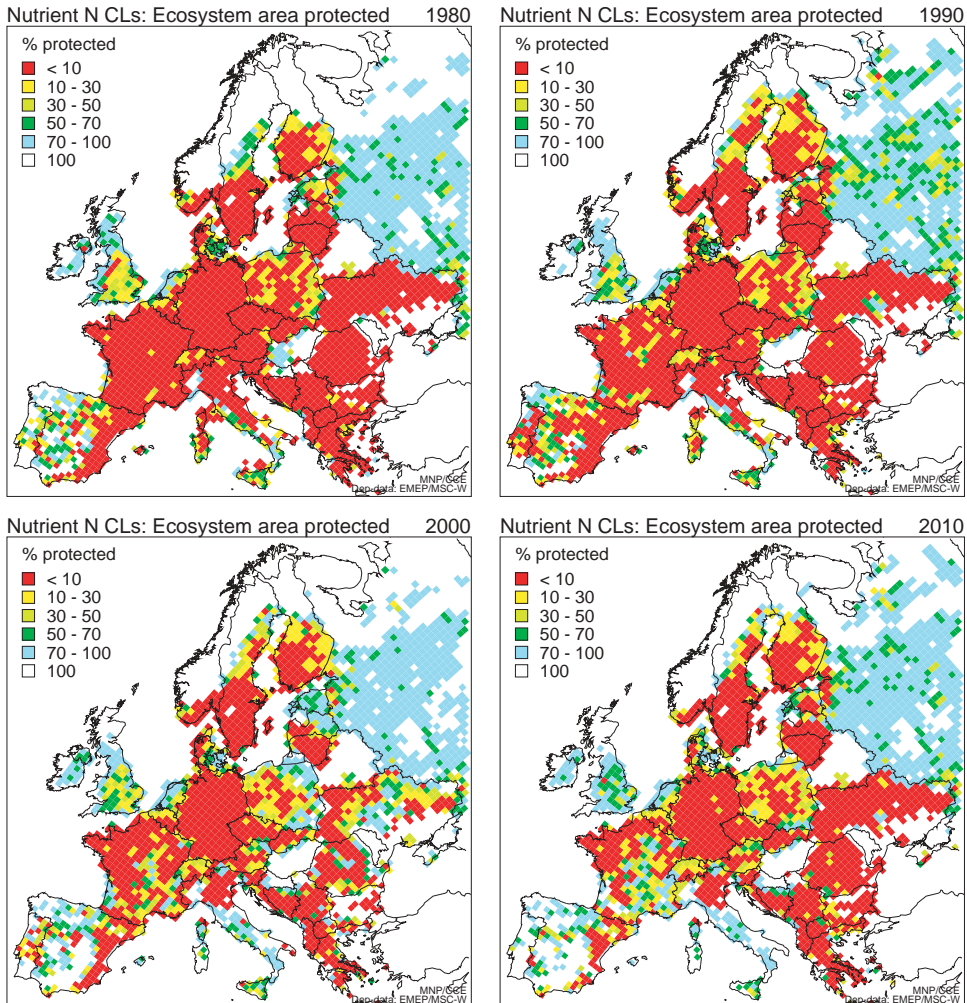 Nutrient N CLs: Ecosystem area protected 1980
% protected
< 10
10 - 30
30 - 50
50 - 70
70 - 100
100
MNP/CCE
Dep-data: EMEP/MSC-W
Nutrient N CLs: Ecosystem area protected 1990
% protected
< 10
10 - 30
30 - 50
50 - 70
70 - 100
100
MNP/CCE
Dep-data: EMEP/MSC-W
Nutrient N CLs: Ecosystem area protected 2000
% protected
< 10
10 - 30
30 - 50
50 - 70
70 - 100
100
MNP/CCE
Dep-data: EMEP/MSC-W
Nutrient N CLs: Ecosystem area protected 2010
% protected
< 10
10 - 30
30 - 50
50 - 70
70 - 100
100
MNP/CCE
Dep-data: EMEP/MSC-W